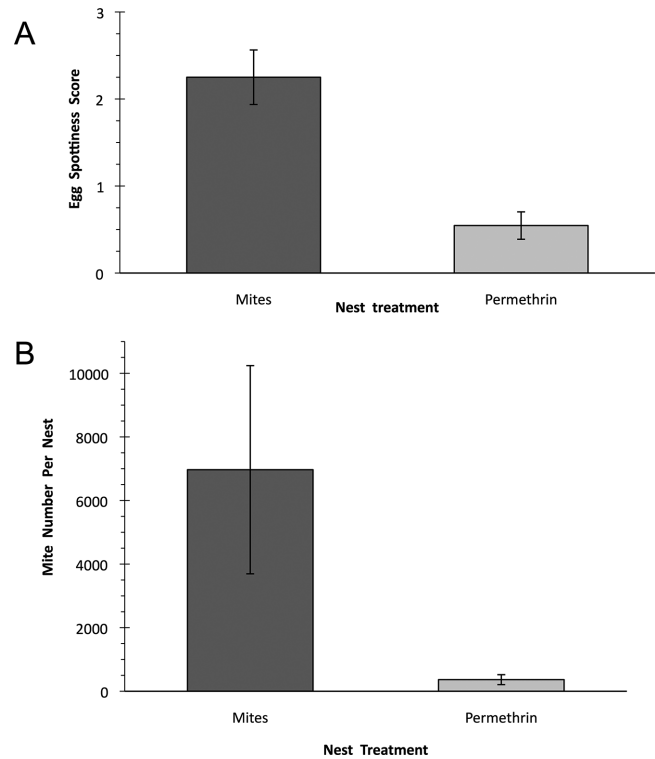 A
Egg Spottiness Score
3
2
1
0
Mites
Permethrin
Nest treatment
B
Mite Number Per Nest
10000
8000
6000
4000
2000
0
Mites
Permethrin
Nest Treatment